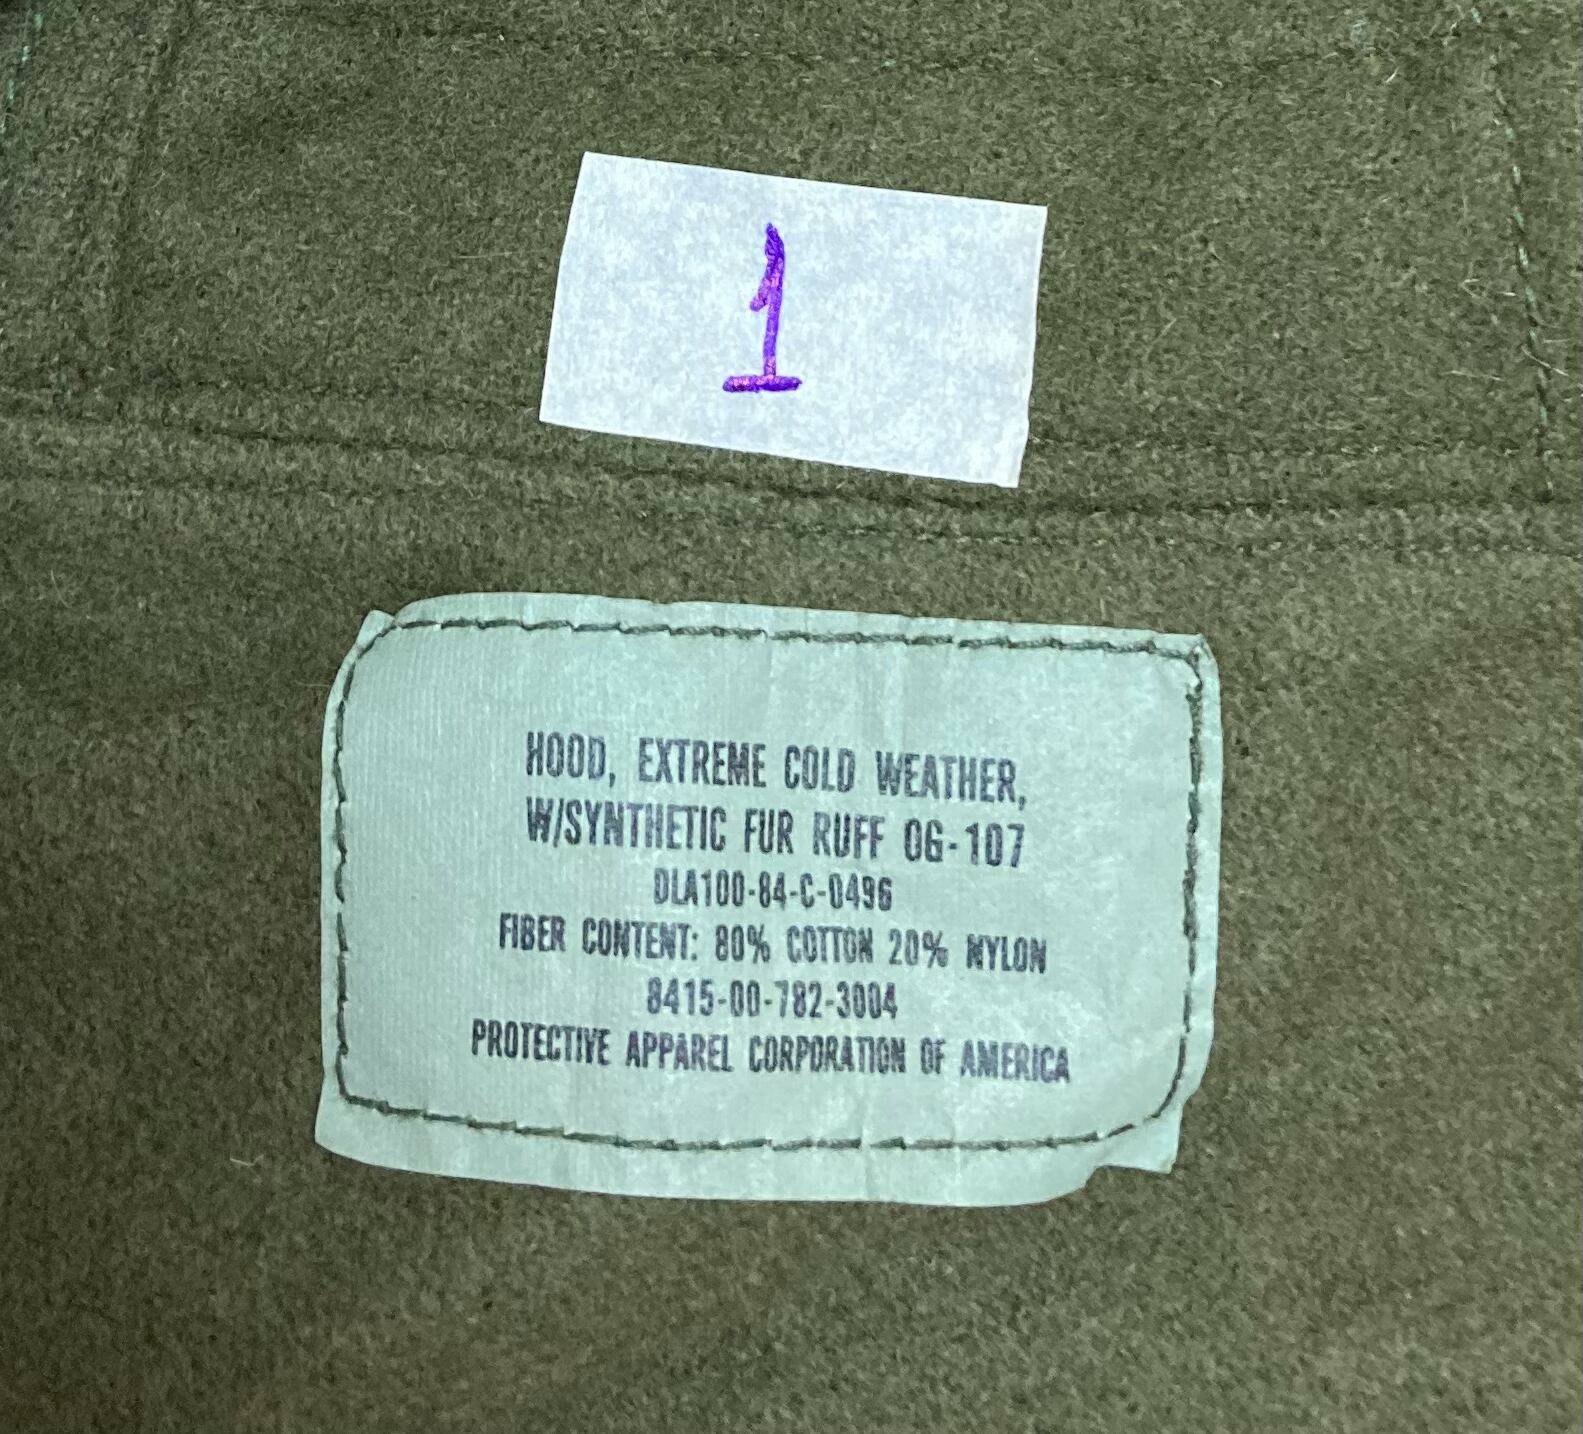 1
HOOD, EXTREME COLD WEATHER,
W/SYNTHETIC FUR RUFF OG-107
DLA100-84-C-0496
FIBER CONTENT: 80% COTTON 20% NYLON
8415-00-782-3004
PROTECTIVE APPAREL CORPORATION OF AMERICA